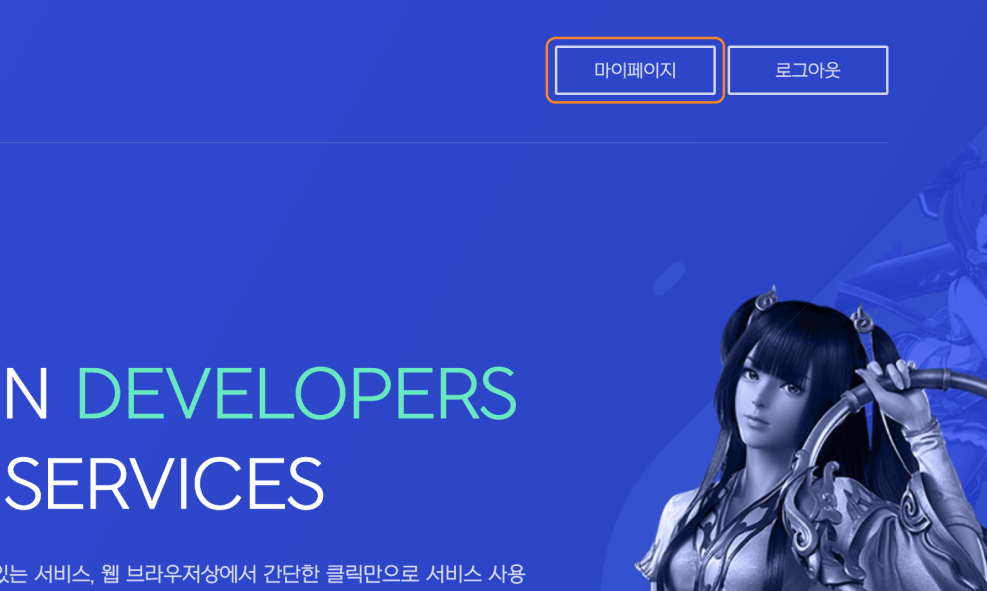 마이페이지 로그아웃
N DEVELOPERS
SERVICES
있는 서비스, 웹 브라우저상에서 간단한 클릭만으로 서비스 사용